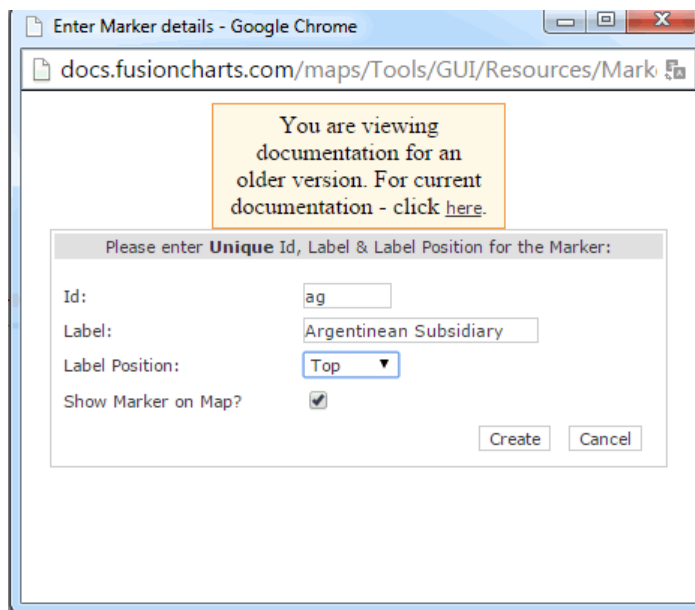 Enter Marker details - Google Chrome
docs.fusioncharts.com/maps/Tools/GUI/Resources/Mark
You are viewing
documentation for an
older version. For current
documentation - click here.
Please enter Unique Id, Label & Label Position for the Marker:
Id: ag
Label: Argentinean Subsidiary
Label Position: Top
Show Marker on Map?
Create Cancel